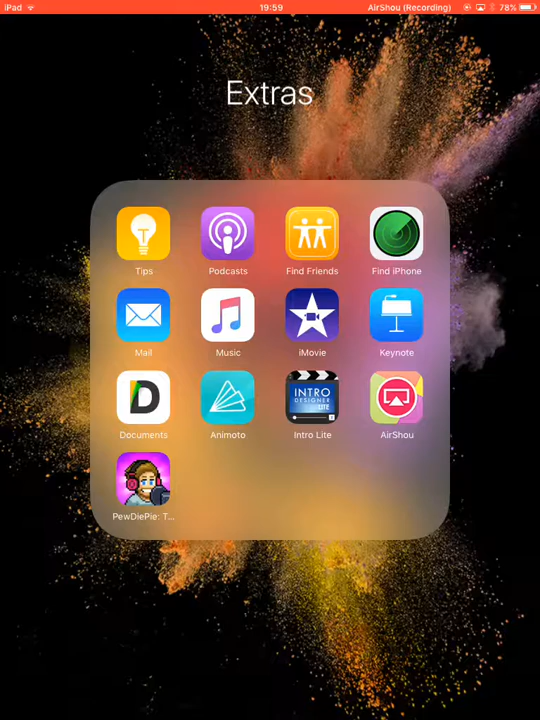 iPad 19:59 AirShou (Recording) 78%
Extras
Tips Podcasts Find Friends Find iPhone
Mail Music iMovie Keynote
D INTRO DESIGNER LITE
Documents Animoto Intro Lite AirShou
PewDiePie: T...